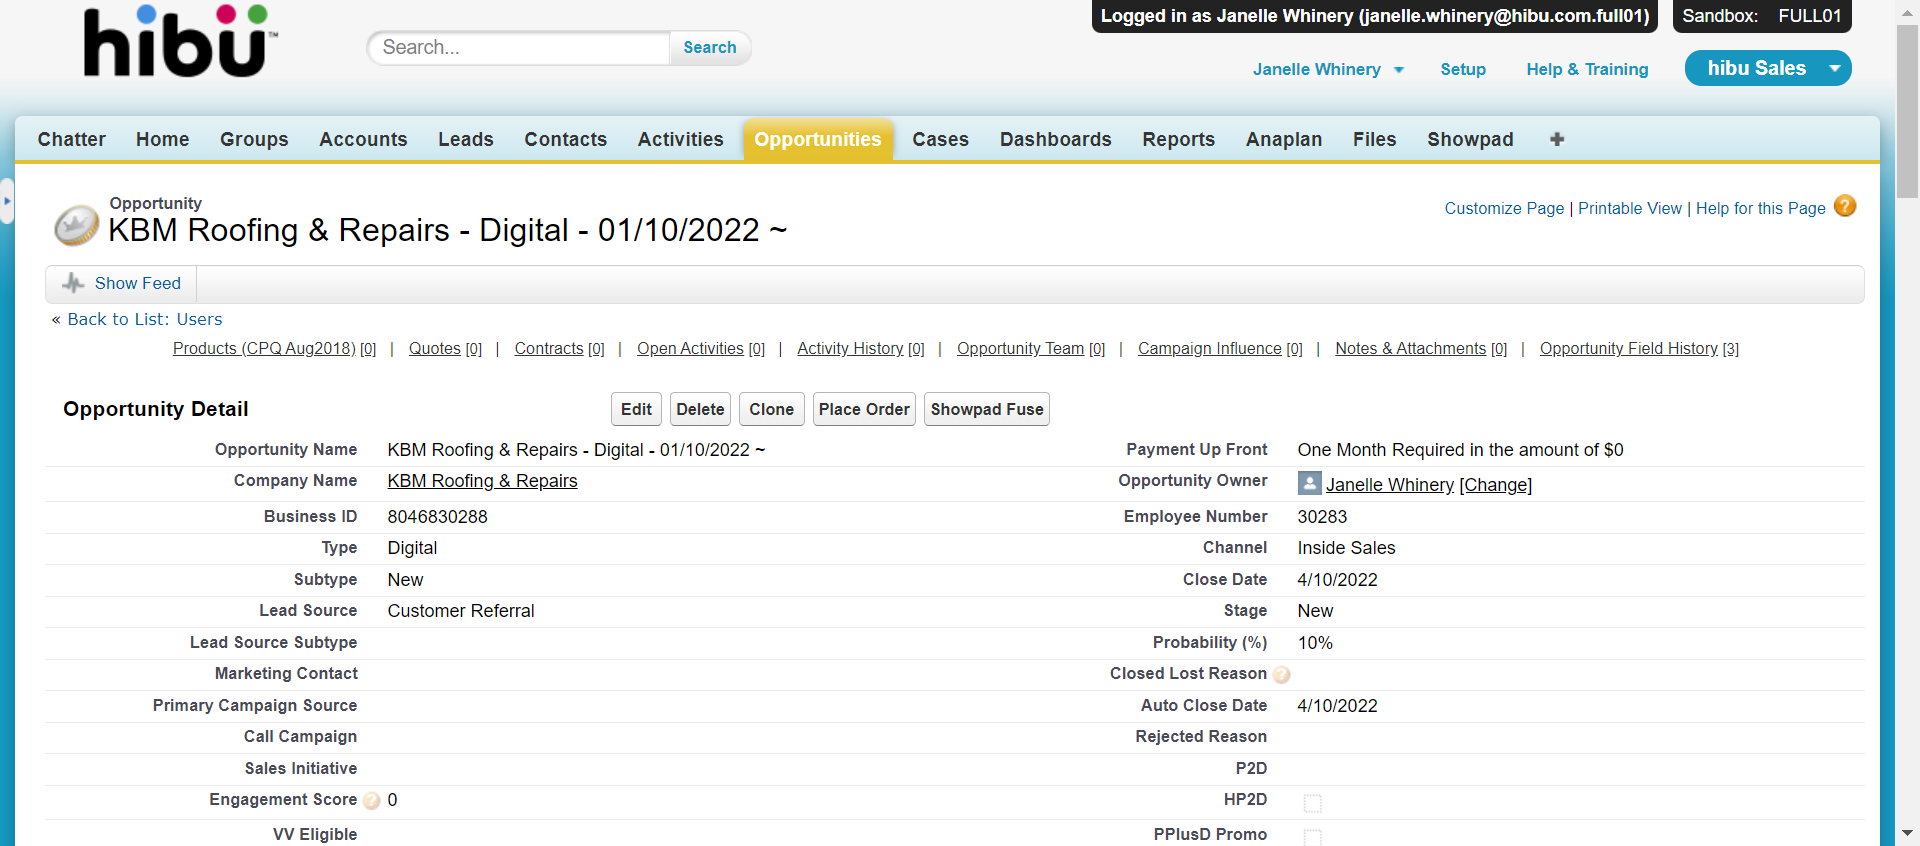 hibu™
Search...
Search
Logged in as Janelle Whinery (janelle.whinery@hibu.com.full01)
Sandbox: FULL01
Janelle Whinery
Setup
Help & Training
hibu Sales
Chatter Home Groups Accounts Leads Contacts Activities Opportunities Cases Dashboards Reports Anaplan Files Showpad
Opportunity
KBM Roofing & Repairs - Digital - 01/10/2022 ~
Customize Page | Printable View | Help for this Page ?
Show Feed
« Back to List: Users
Products (CPQ Aug2018) [0] | Quotes [0] | Contracts [0] | Open Activities [0] | Activity History [0] | Opportunity Team [0] | Campaign Influence [0] | Notes & Attachments [0] | Opportunity Field History [3]
Opportunity Detail
Edit Delete Clone Place Order Showpad Fuse
Opportunity Name KBM Roofing & Repairs - Digital - 01/10/2022 ~ Payment Up Front One Month Required in the amount of $0
Company Name KBM Roofing & Repairs Opportunity Owner Janelle Whinery [Change]
Business ID 8046830288 Employee Number 30283
Type Digital Channel Inside Sales
Subtype New Close Date 4/10/2022
Lead Source Customer Referral Stage New
Lead Source Subtype Probability (%) 10%
Marketing Contact Closed Lost Reason ?
Primary Campaign Source Auto Close Date 4/10/2022
Call Campaign Rejected Reason
Sales Initiative P2D
Engagement Score ? 0 HP2D
VV Eligible PPlusD Promo